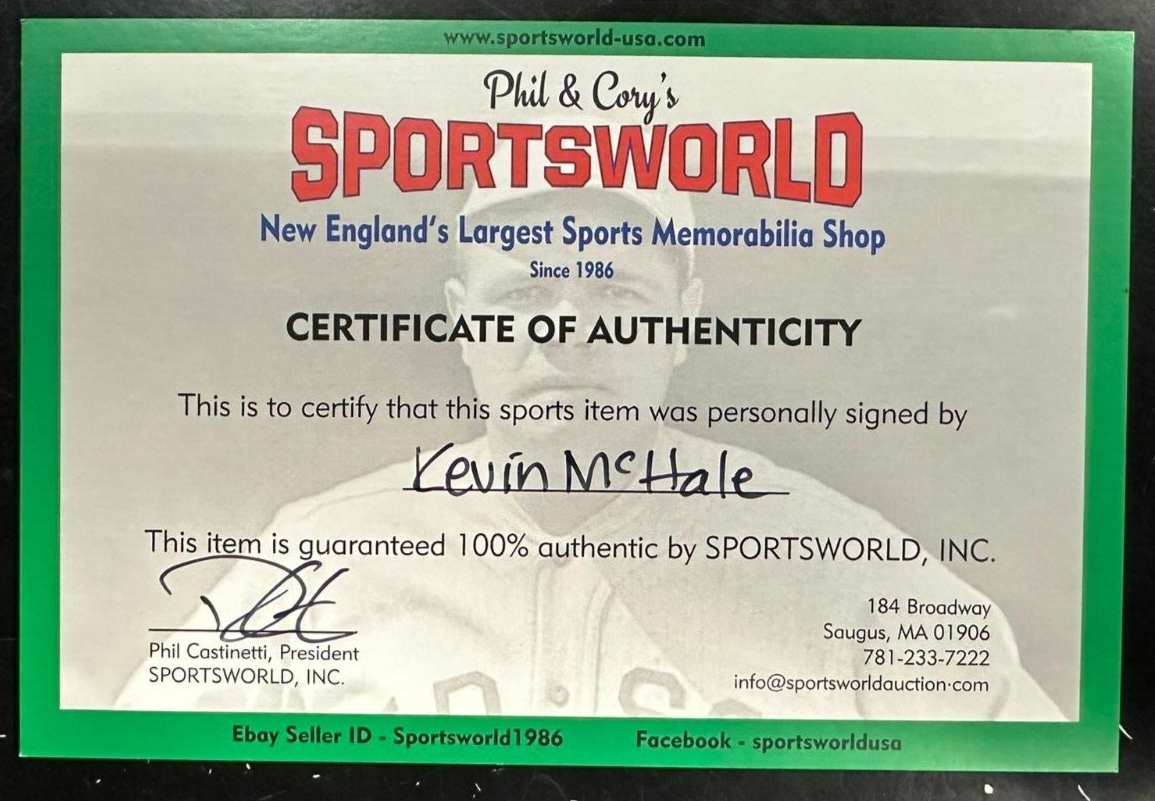 www.sportsworld-usa.com
Phil & Cory's
SPORTSWORLD
New England's Largest Sports Memorabilia Shop
Since 1986
CERTIFICATE OF AUTHENTICITY
This is to certify that this sports item was personally signed by
Kevin McHale
This item is guaranteed 100% authentic by SPORTSWORLD, INC.
Phil Castinetti, President
SPORTSWORLD, INC.
184 Broadway
Saugus, MA 01906
781-233-7222
info@sportsworldauction·com
Ebay Seller ID - Sportsworld1986
Facebook - sportsworldusa